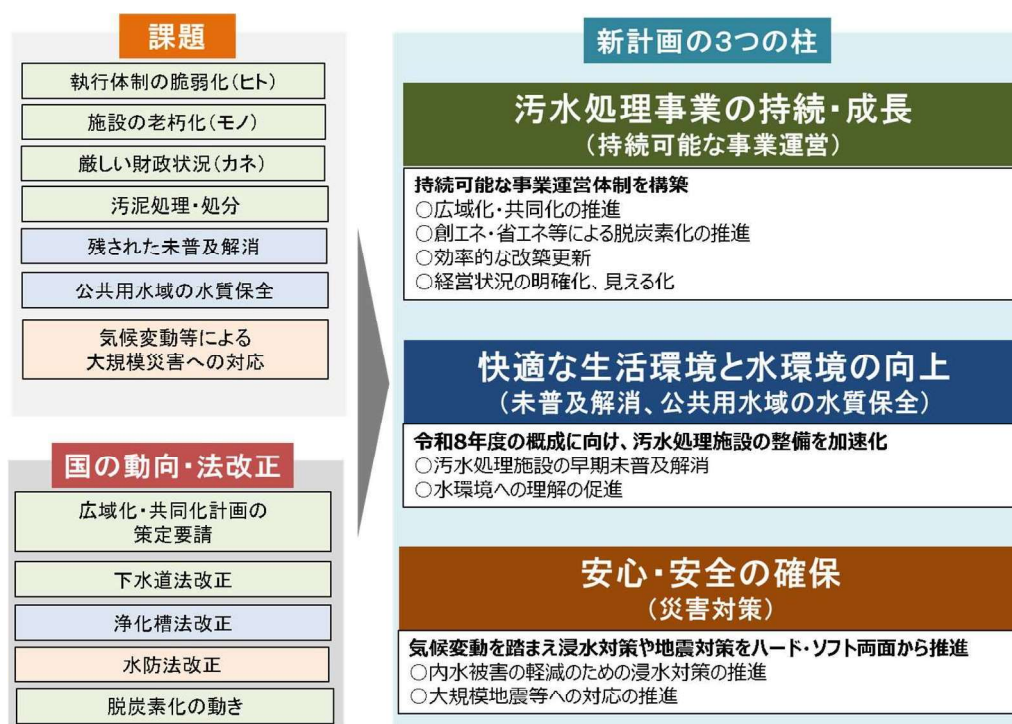 課題
執行体制の脆弱化(ヒト)
施設の老朽化(モノ)
厳しい財政状況(カネ)
汚泥処理・処分
残された未普及解消
公共用水域の水質保全
気候変動等による
大規模災害への対応
国の動向・法改正
広域化・共同化計画の
策定要請
下水道法改正
浄化槽法改正
水防法改正
脱炭素化の動き
新計画の3つの柱
汚水処理事業の持続・成長
(持続可能な事業運営)
持続可能な事業運営体制を構築
○広域化・共同化の推進
○創エネ・省エネ等による脱炭素化の推進
○効率的な改築更新
○経営状況の明確化、見える化
快適な生活環境と水環境の向上
(未普及解消、公共用水域の水質保全)
令和8年度の概成に向け、汚水処理施設の整備を加速化
○汚水処理施設の早期未普及解消
○水環境への理解の促進
安心・安全の確保
(災害対策)
気候変動を踏まえ浸水対策や地震対策をハード・ソフト両面から推進
○内水被害の軽減のための浸水対策の推進
○大規模地震等への対応の推進